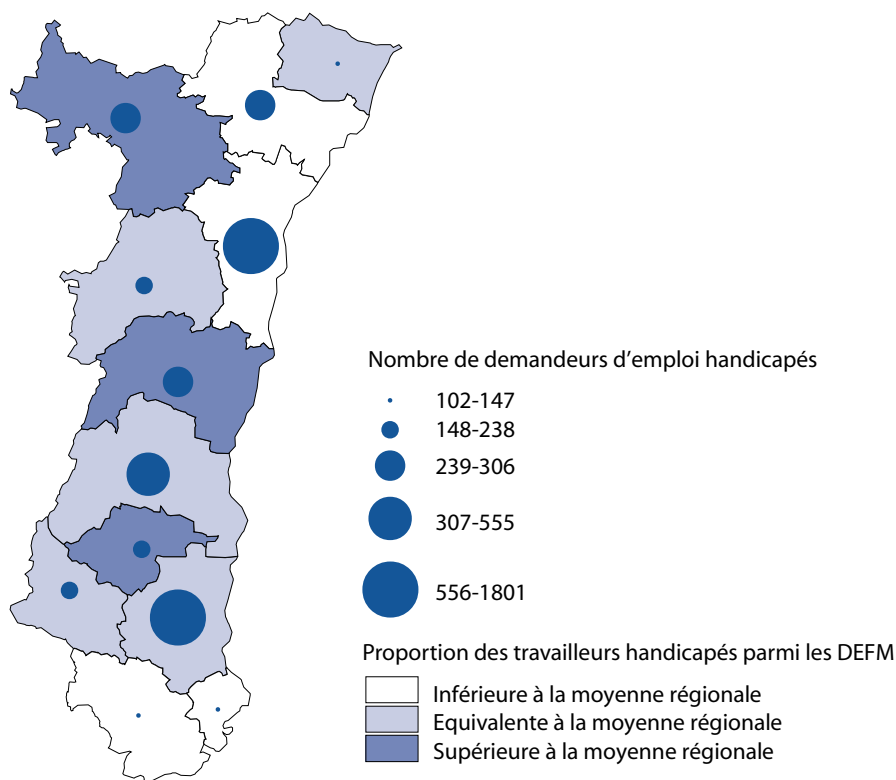 Nombre de demandeurs d’emploi handicapés
102-147
148-238
239-306
307-555
556-1801
Proportion des travailleurs handicapés parmi les DEFM
Inférieure à la moyenne régionale
Equivalente à la moyenne régionale
Supérieure à la moyenne régionale